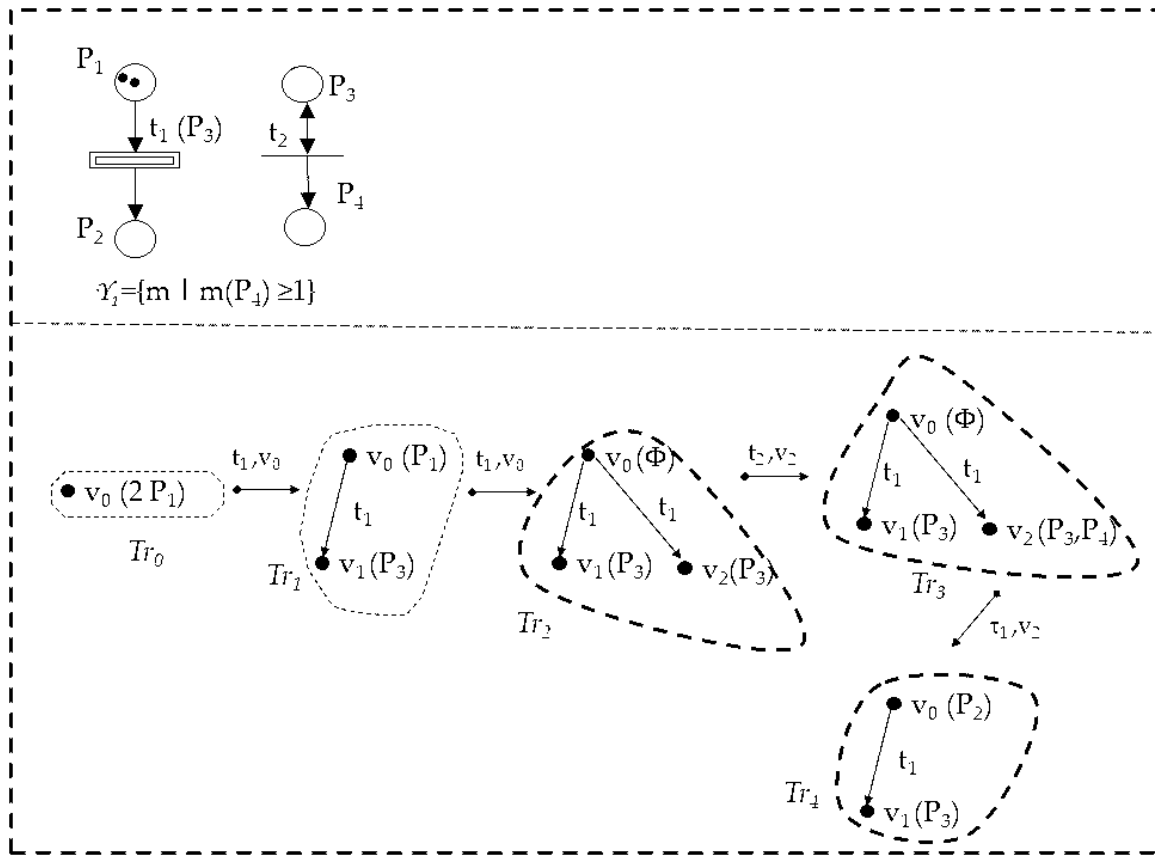 P₁
P₃
t₁ (P₃)
t₂
P₄
P₂
ϒ₁={m | m(P₄) ≥1}
v₀ (Φ)
t₁,v₀
v₀ (P₁)
t₁,v₀
v₀(Φ)
t₂,v₂
t₁
t₁
v₀ (2 P₁)
t₁
t₁
t₁
v₁(P₃)
v₂(P₃,P₄)
Tr₀
Tr₁
v₁(P₃)
v₁(P₃)
v₂(P₃)
Tr₃
Tr₂
τ₁,v₂
v₀ (P₂)
t₁
Tr₄
v₁(P₃)